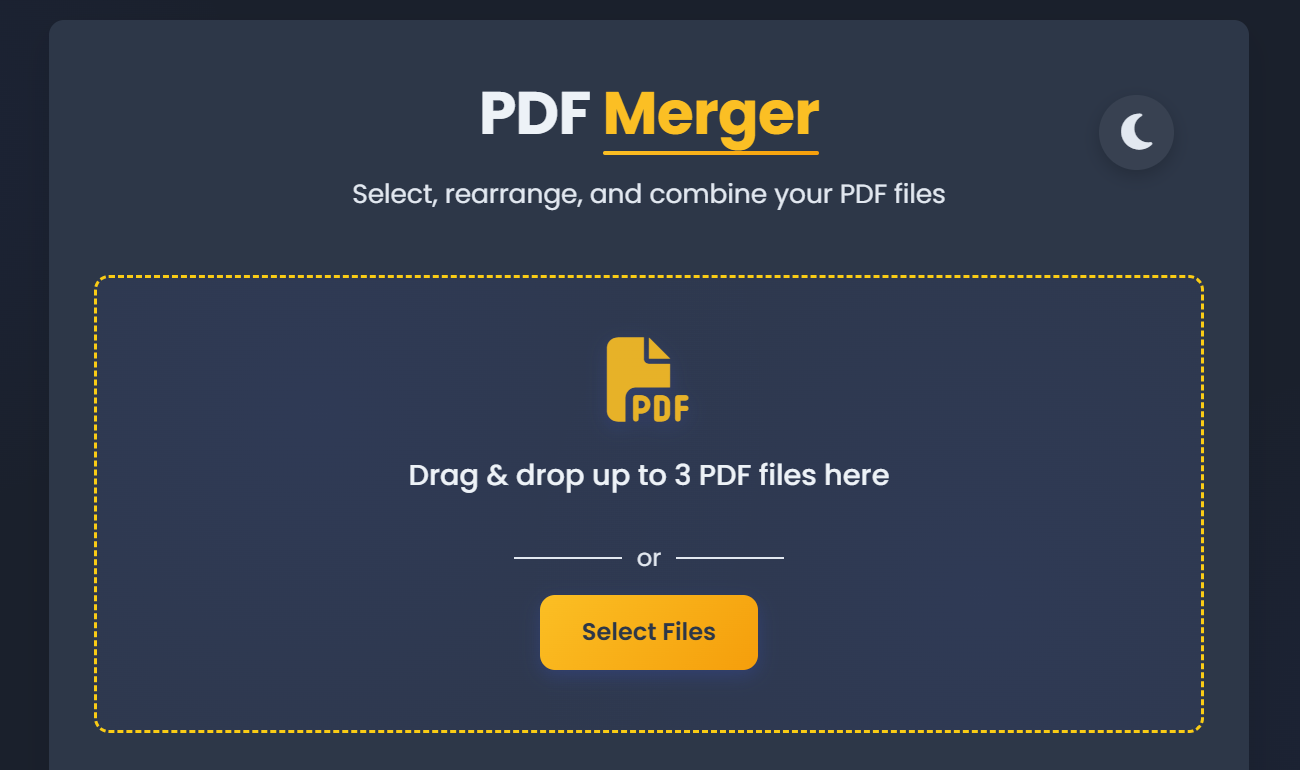 PDF Merger
Select, rearrange, and combine your PDF files
PDF
Drag & drop up to 3 PDF files here
or
Select Files